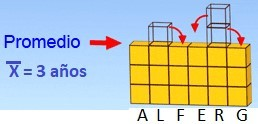 Promedio
X̅ = 3 años
A L F E R G